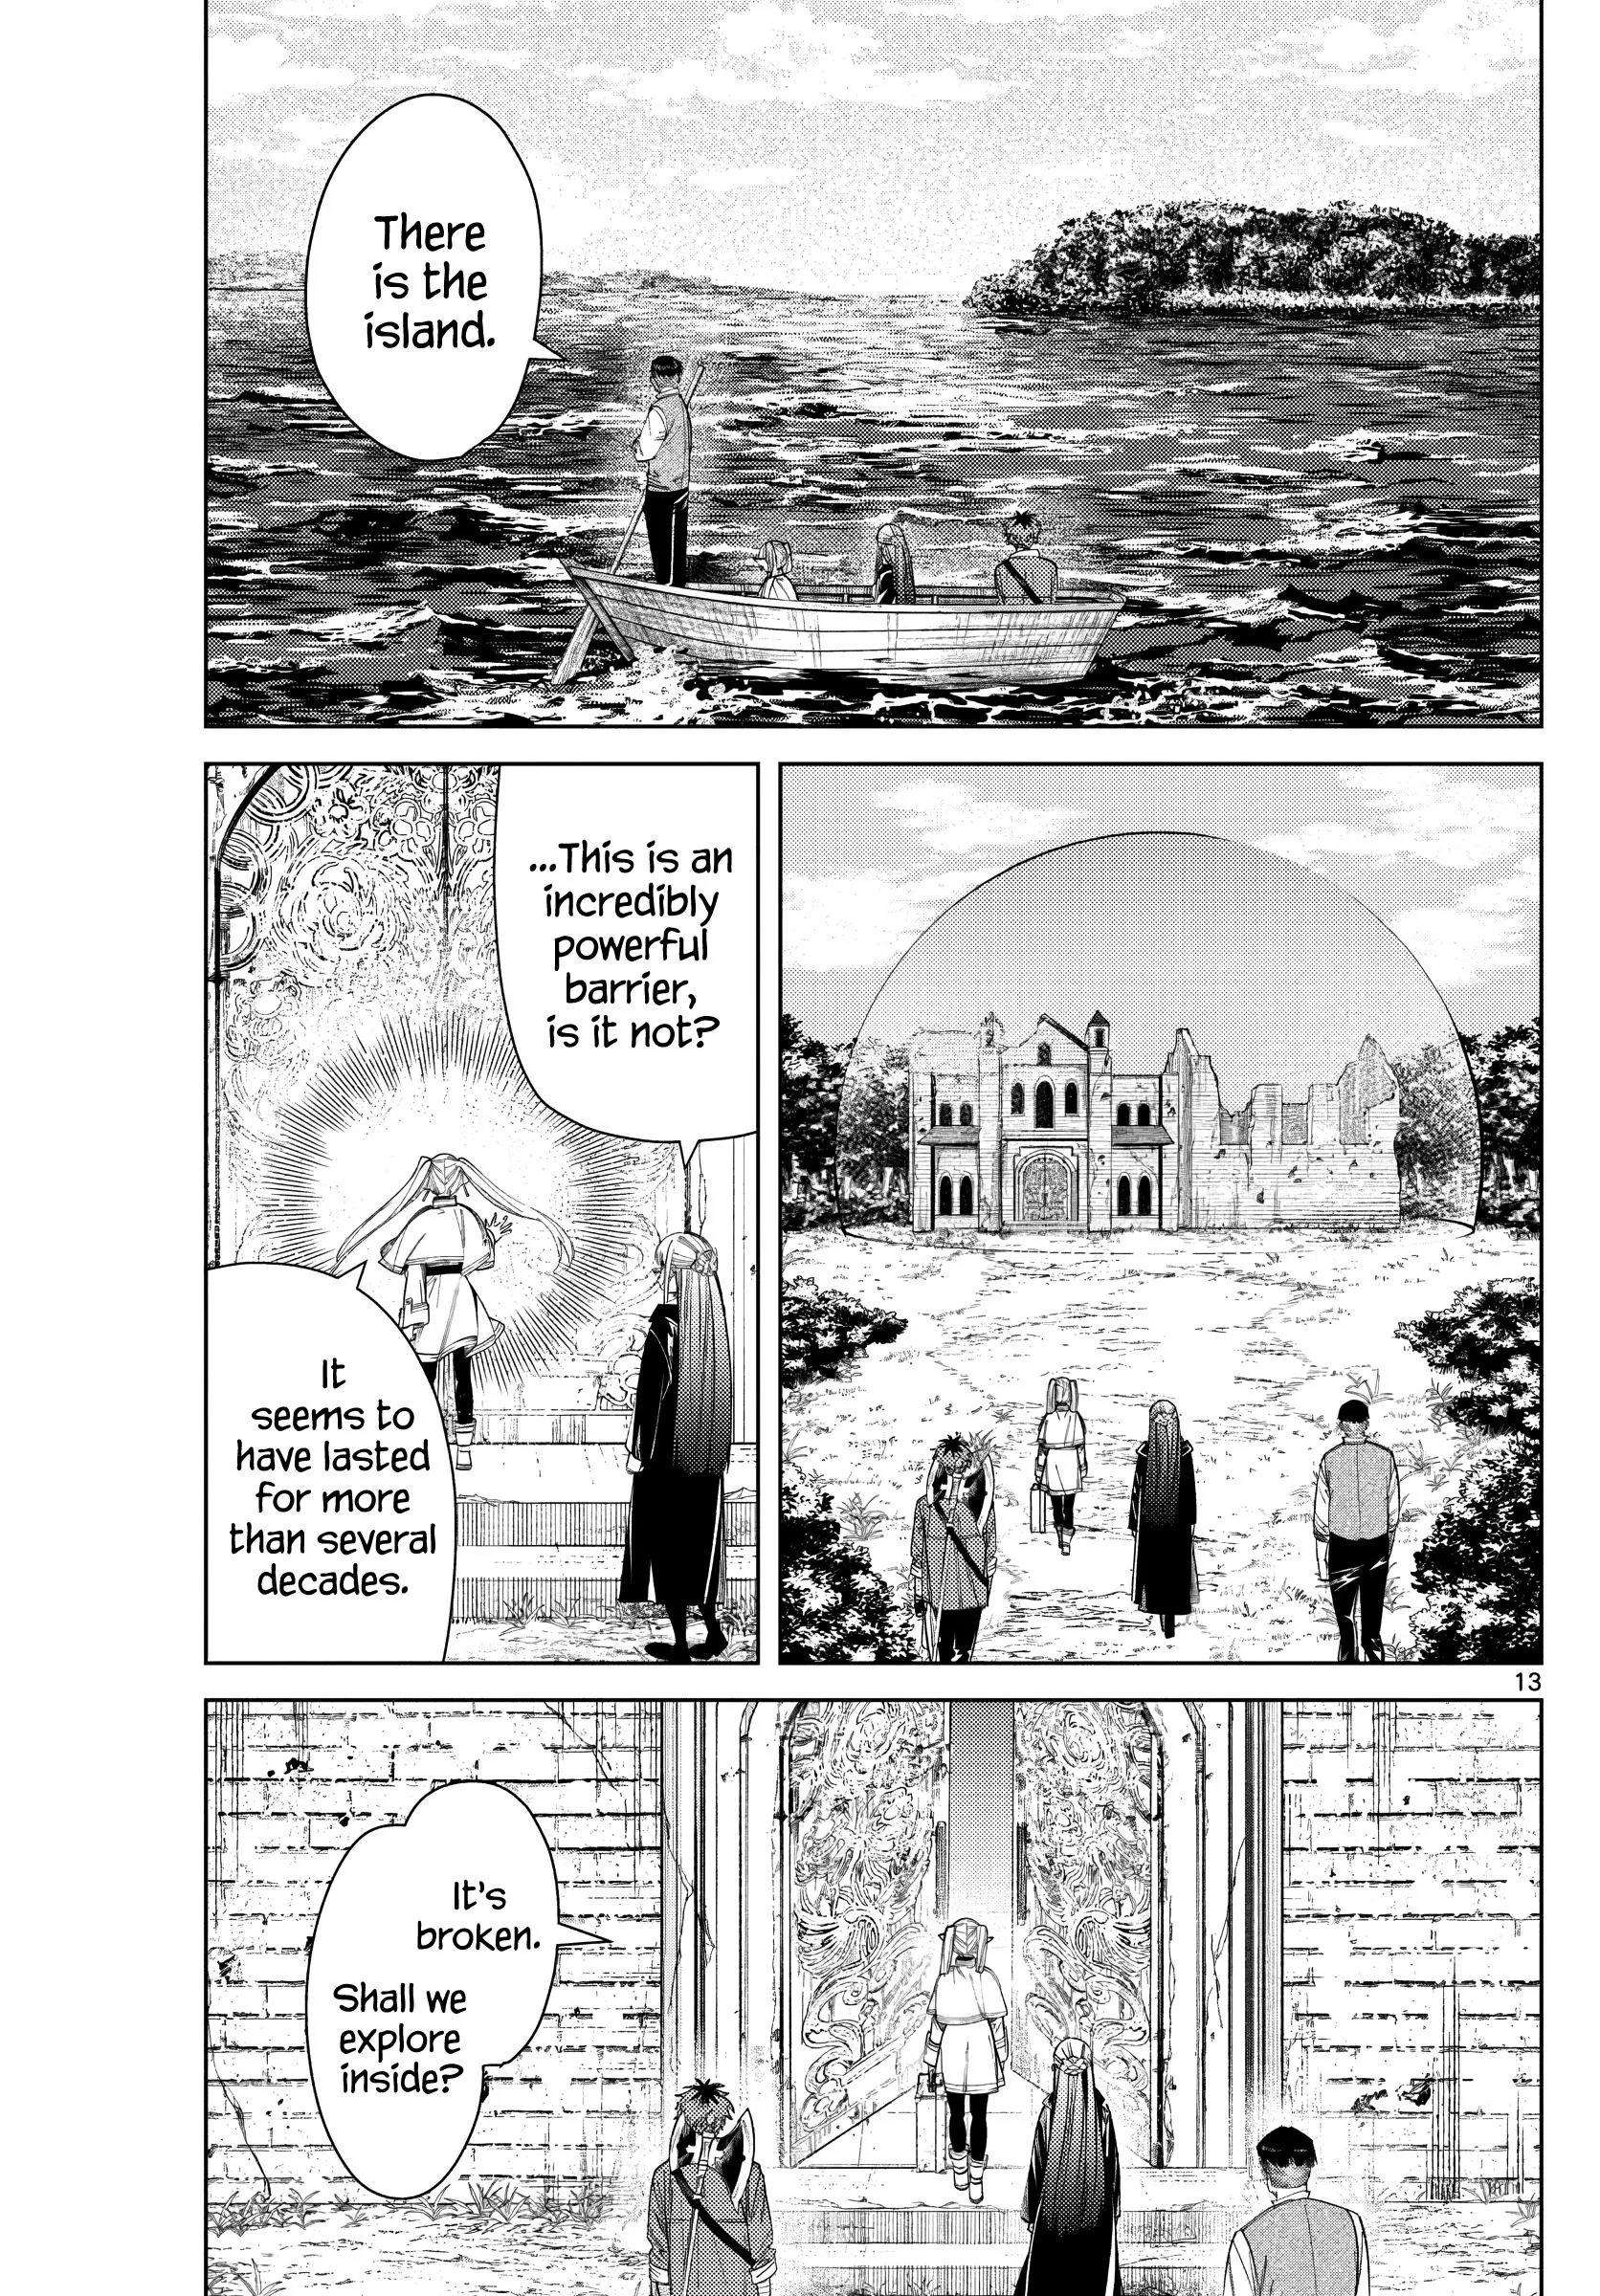 There
is the
island.
...This is an
incredibly
powerful
barrier,
is it not?
It
seems to
have lasted
for more
than several
decades.
13
It's
broken.
Shall we
explore
inside?